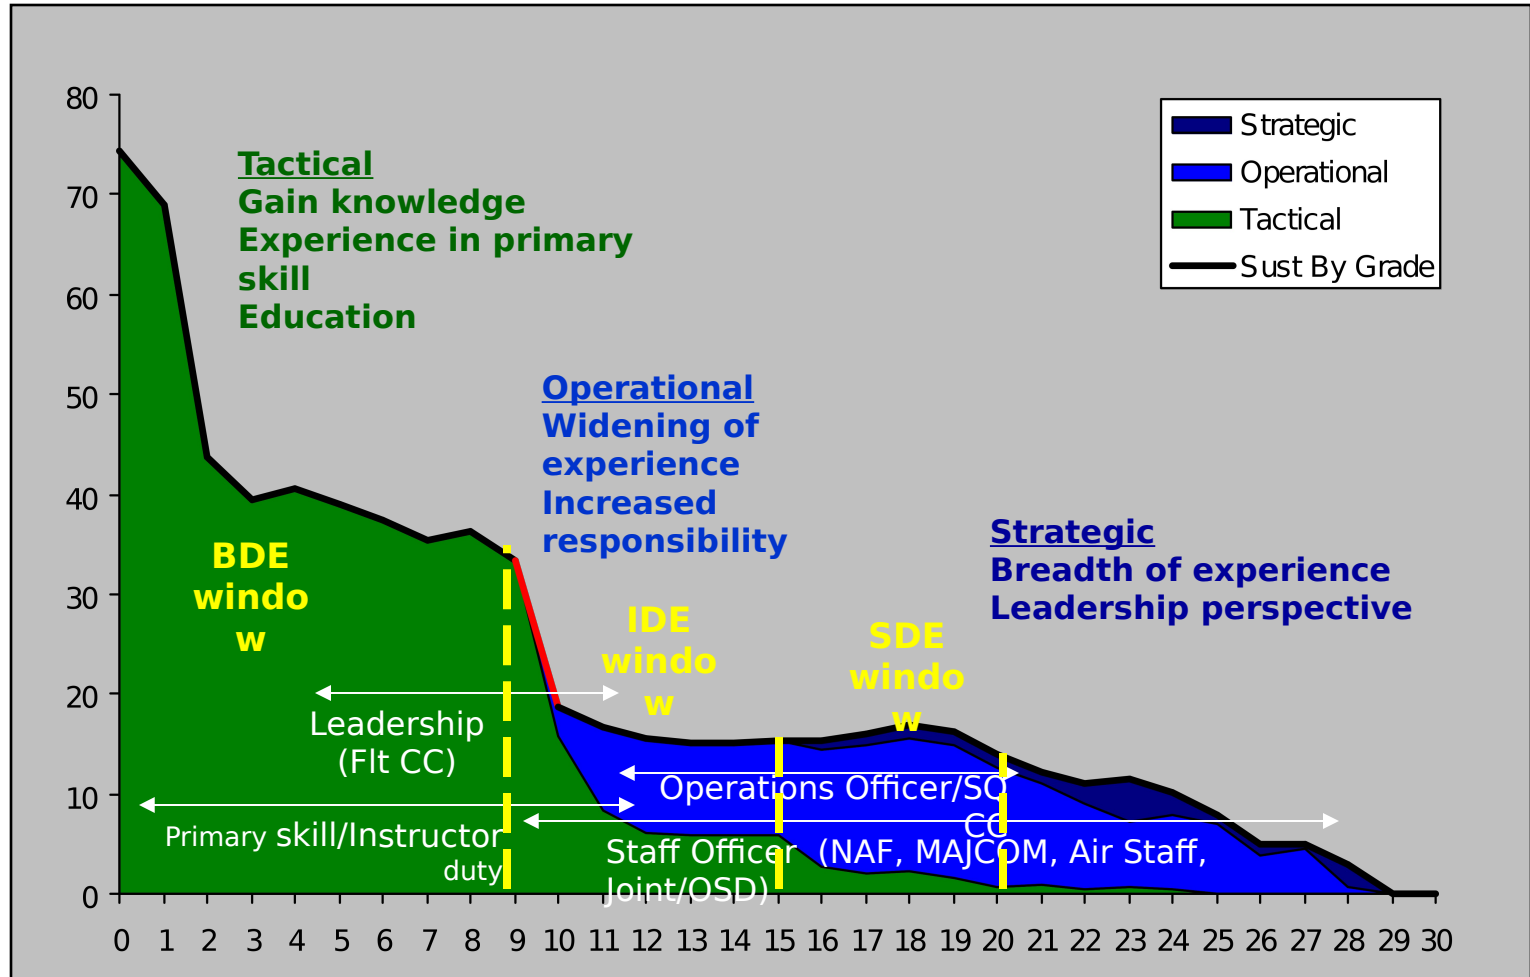 80
70
60
50
40
30
20
10
0
Tactical
Gain knowledge
Experience in primary
skill
Education
Operational
Widening of
experience
Increased
responsibility
Strategic
Breadth of experience
Leadership perspective
Strategic
Operational
Tactical
Sust By Grade
BDE
windo
w
IDE
windo
w
SDE
windo
w
Leadership
(Flt CC)
Operations Officer/SQ
CC
Primary skill/Instructor
duty
Staff Officer (NAF, MAJCOM, Air Staff,
Joint/OSD)
0 1 2 3 4 5 6 7 8 9 10 11 12 13 14 15 16 17 18 19 20 21 22 23 24 25 26 27 28 29 30